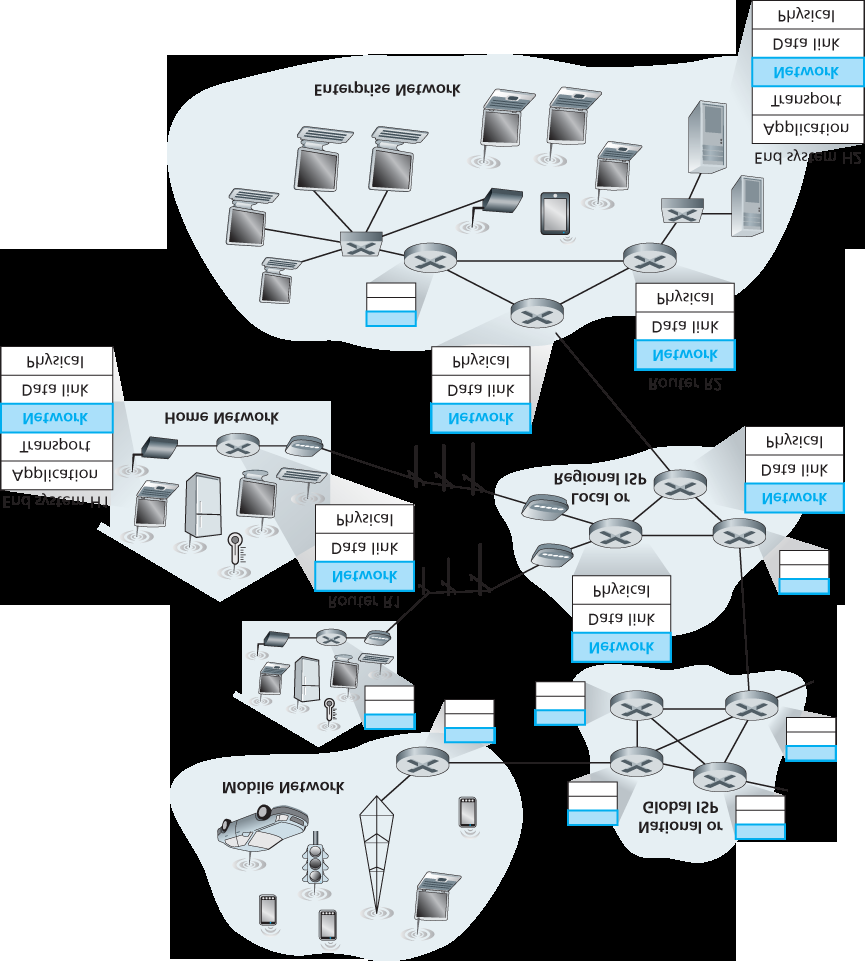 National or
Global ISP
Mobile Network
Network
Data link
Physical
Router R1
Network
Data link
Physical
End system H1
Application
Transport
Network
Data link
Physical
Local or
Regional ISP
Network
Data link
Physical
Home Network
Network
Data link
Physical
Router R2
Network
Data link
Physical
End system H2
Application
Transport
Network
Data link
Physical
Enterprise Network